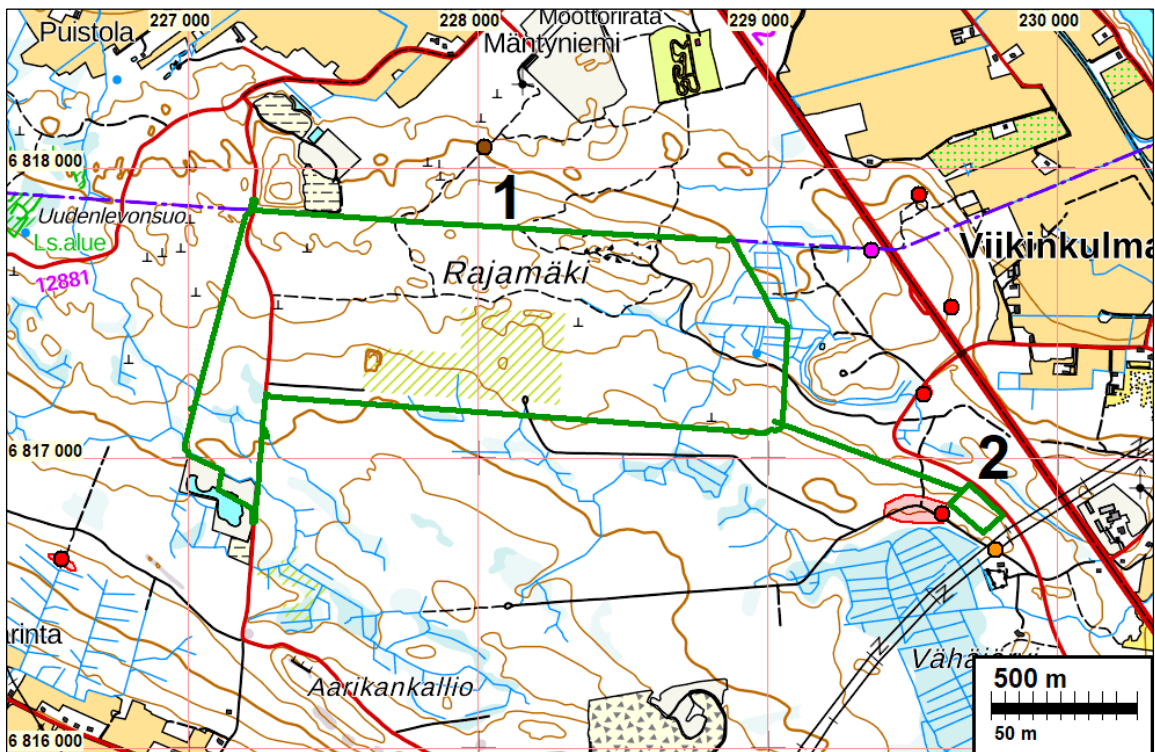 227 000
228 000
229 000
230 000
Puistola
Moottorirata
Mäntyniemi
6 818 000
1
Uudenlevonsuo
Ls.alue
12881
Rajamäki
Viikinkulma
6 817 000
2
arinta
Aarikankallio
500 m
50 m
6 816 000